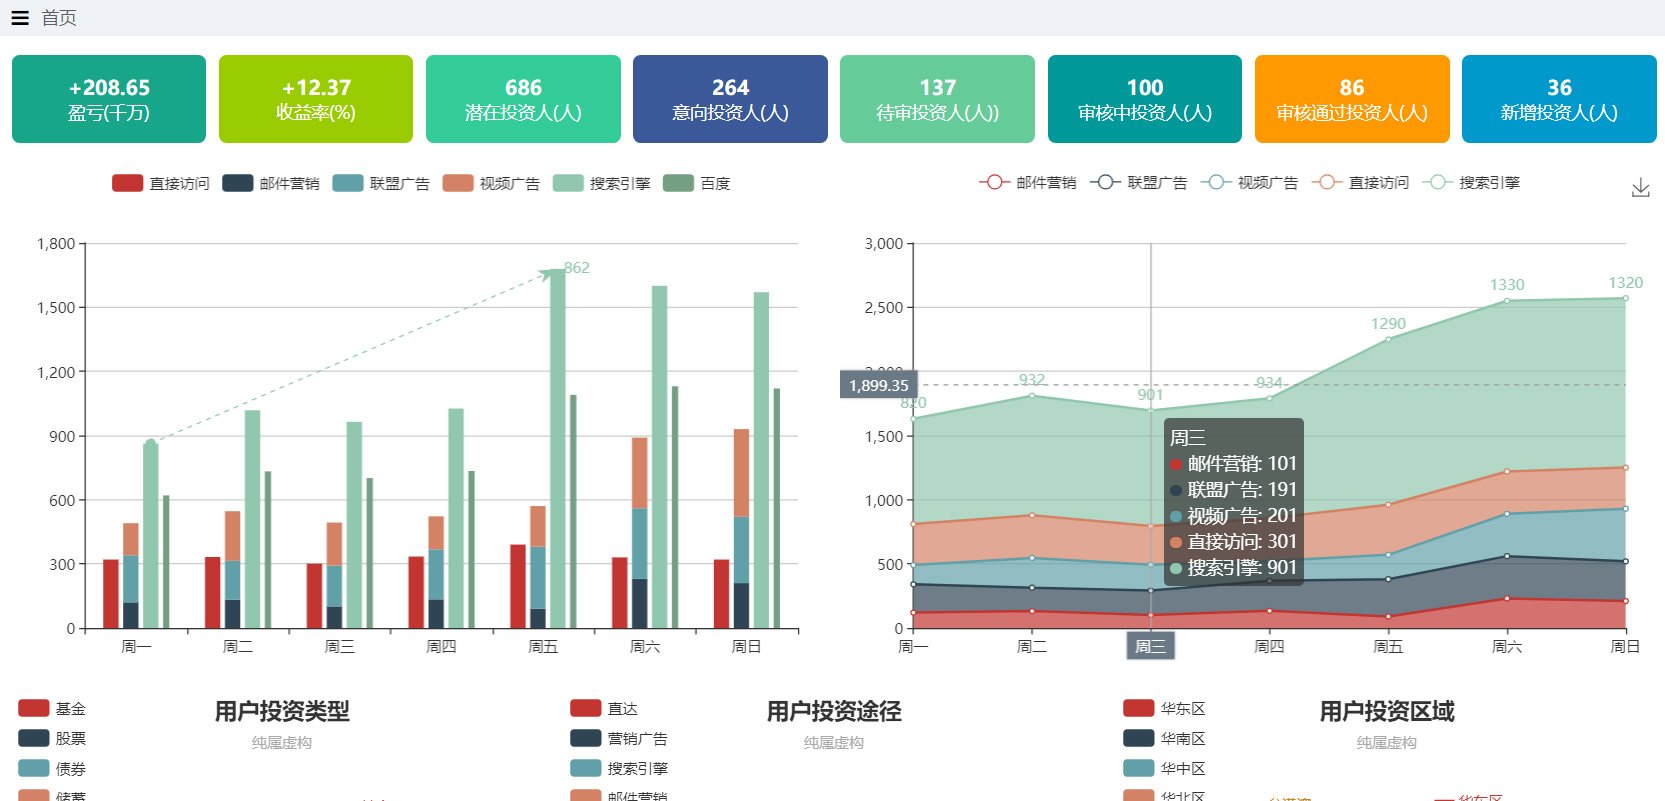 首页
+208.65
盈亏(千万)
+12.37
收益率(%)
686
潜在投资人(人)
264
意向投资人(人)
137
待审投资人(人))
100
审核中投资人(人)
86
审核通过投资人(人)
36
新增投资人(人)
直接访问 邮件营销 联盟广告 视频广告 搜索引擎 百度
1,800
1,500
1,200
900
600
300
0
862
周一 周二 周三 周四 周五 周六 周日
邮件营销 联盟广告 视频广告 直接访问 搜索引擎
3,000
2,500
2,000
1,500
1,000
500
0
1,899.35
820
932
901
934
1290
1330
1320
周三
邮件营销: 101
联盟广告: 191
视频广告: 201
直接访问: 301
搜索引擎: 901
周一 周二 周三 周四 周五 周六 周日
用户投资类型
纯属虚构
基金
股票
债券
储蓄
用户投资途径
纯属虚构
直达
营销广告
搜索引擎
邮件营销
用户投资区域
纯属虚构
华东区
华南区
华中区
华北区
华东区